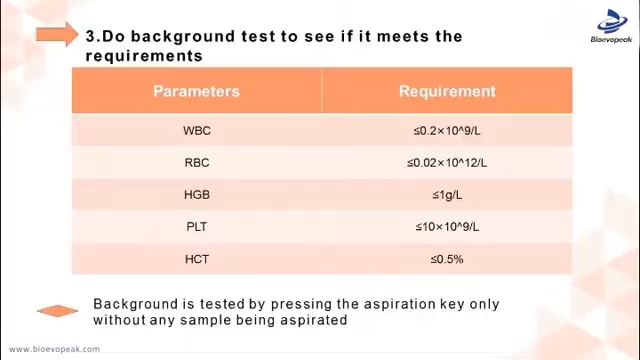 3.Do background test to see if it meets the
requirements
Bioevopeak
Parameters Requirement
WBC ≤0.2×10^9/L
RBC ≤0.02×10^12/L
HGB ≤1g/L
PLT ≤10×10^9/L
HCT ≤0.5%
Background is tested by pressing the aspiration key only
without any sample being aspirated
www.bioevopeak.com